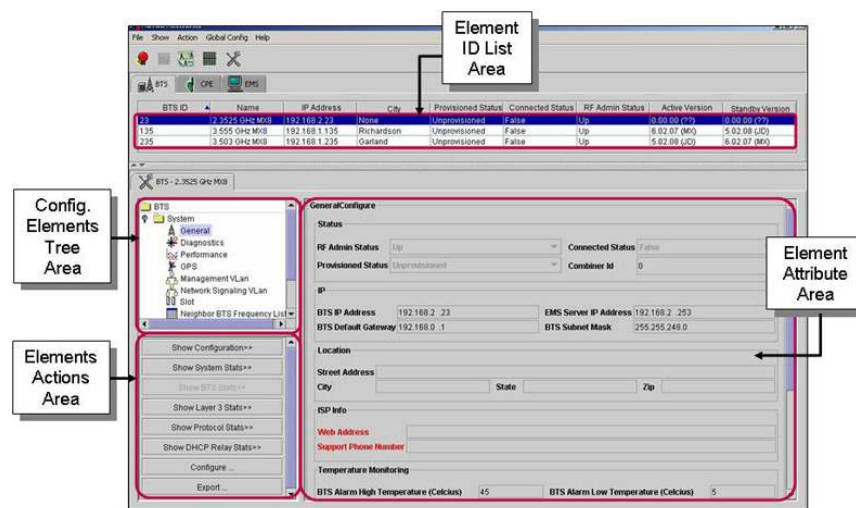 File Show Action Global Config Help
Element
ID List
Area
BTS CPE EMS
BTS ID Name IP Address City Provisioned Status Connected Status RF Admin Status Active Version Standby Version
23 2.3525 GHz MX8 192.168.2.23 None Unprovisioned False Up 0.00.00 (??) 0.00.00 (??)
135 3.555 GHz MX8 192.168.1.135 Richardson Unprovisioned False Up 6.02.07 (MX) 5.02.08 (JD)
235 3.503 GHz MX8 192.168.1.235 Garland Unprovisioned False Up 5.02.08 (JD) 6.02.07 (MX)
BTS - 2.3525 GHz MX8
Config.
Elements
Tree
Area
BTS
System
General
Diagnostics
Performance
GPS
Management VLan
Network Signaling VLan
Slot
Neighbor BTS Frequency List
Elements
Actions
Area
Show Configuration>>
Show System Stats>>
Show BTS Stats>>
Show Layer 3 Stats>>
Show Protocol Stats>>
Show DHCP Relay Stats>>
Configure ...
Export ...
GeneralConfigure
Status
RF Admin Status Up Connected Status False
Provisioned Status Unprovisioned Combiner Id 0
IP
BTS IP Address 192.168.2 .23 EMS Server IP Address 192.168.2 .253
BTS Default Gateway 192.168.0 .1 BTS Subnet Mask 255.255.248.0
Location
Street Address
City State Zip
ISP Info
Web Address
Support Phone Number
Temperature Monitoring
BTS Alarm High Temperature (Celcius) 45 BTS Alarm Low Temperature (Celcius) 5
Element
Attribute
Area